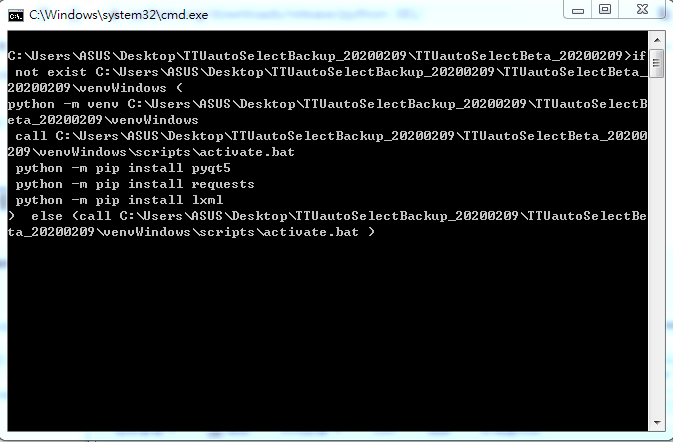 C:\Windows\system32\cmd.exe
C:\Users\ASUS\Desktop\TTUautoSelectBackup_20200209\TTUautoSelectBeta_20200209>if
not exist C:\Users\ASUS\Desktop\TTUautoSelectBackup_20200209\TTUautoSelectBeta_
20200209\venvWindows (
python -m venv C:\Users\ASUS\Desktop\TTUautoSelectBackup_20200209\TTUautoSelectB
eta_20200209\venvWindows
call C:\Users\ASUS\Desktop\TTUautoSelectBackup_20200209\TTUautoSelectBeta_202002
09\venvWindows\scripts\activate.bat
python -m pip install pyqt5
python -m pip install requests
python -m pip install lxml
)  else (call C:\Users\ASUS\Desktop\TTUautoSelectBackup_20200209\TTUautoSelectBe
ta_20200209\venvWindows\scripts\activate.bat )